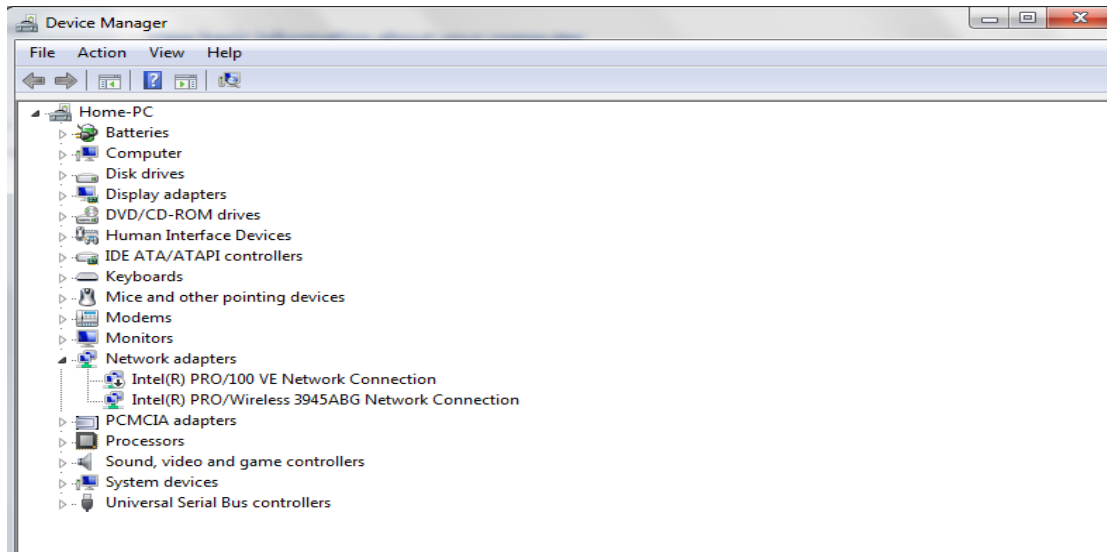 Device Manager
File Action View Help
Home-PC
Batteries
Computer
Disk drives
Display adapters
DVD/CD-ROM drives
Human Interface Devices
IDE ATA/ATAPI controllers
Keyboards
Mice and other pointing devices
Modems
Monitors
Network adapters
Intel(R) PRO/100 VE Network Connection
Intel(R) PRO/Wireless 3945ABG Network Connection
PCMCIA adapters
Processors
Sound, video and game controllers
System devices
Universal Serial Bus controllers